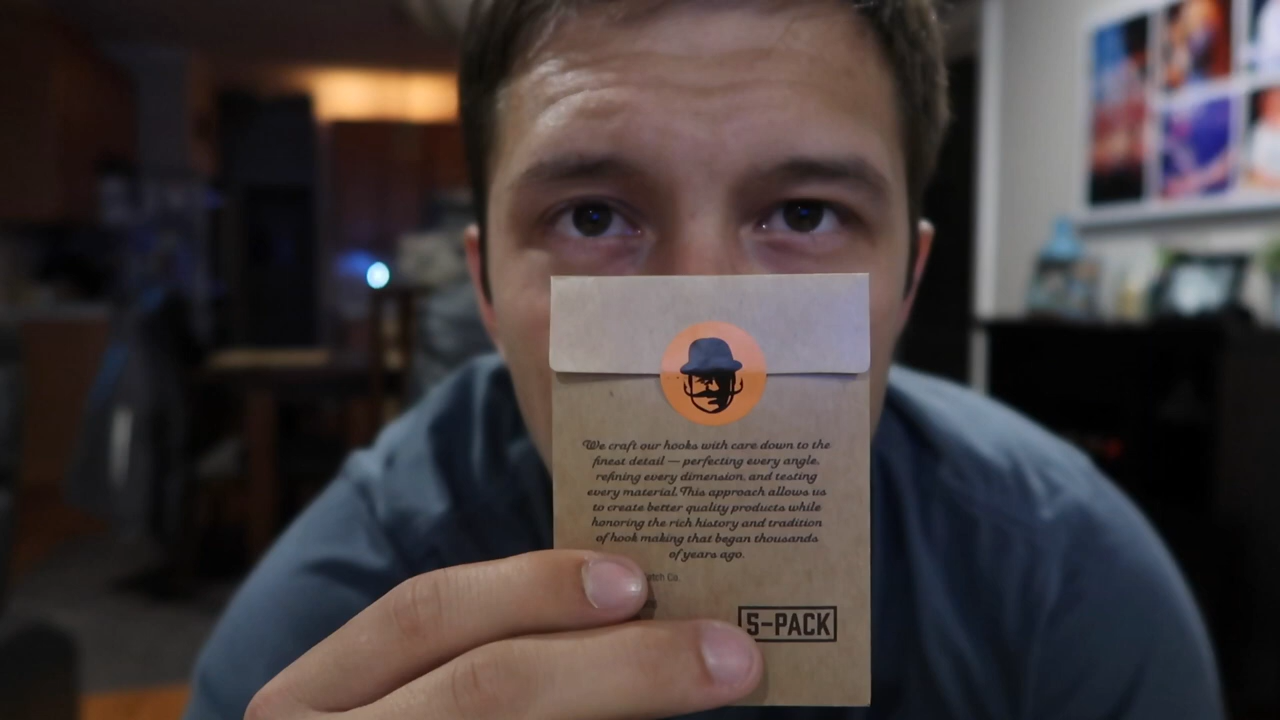 We craft our hooks with care down to the
finest detail — perfecting every angle,
refining every dimension, and testing
every material. This approach allows us
to create better quality products while
honoring the rich history and tradition
of hook making that began thousands
of years ago.
Co.
5-PACK